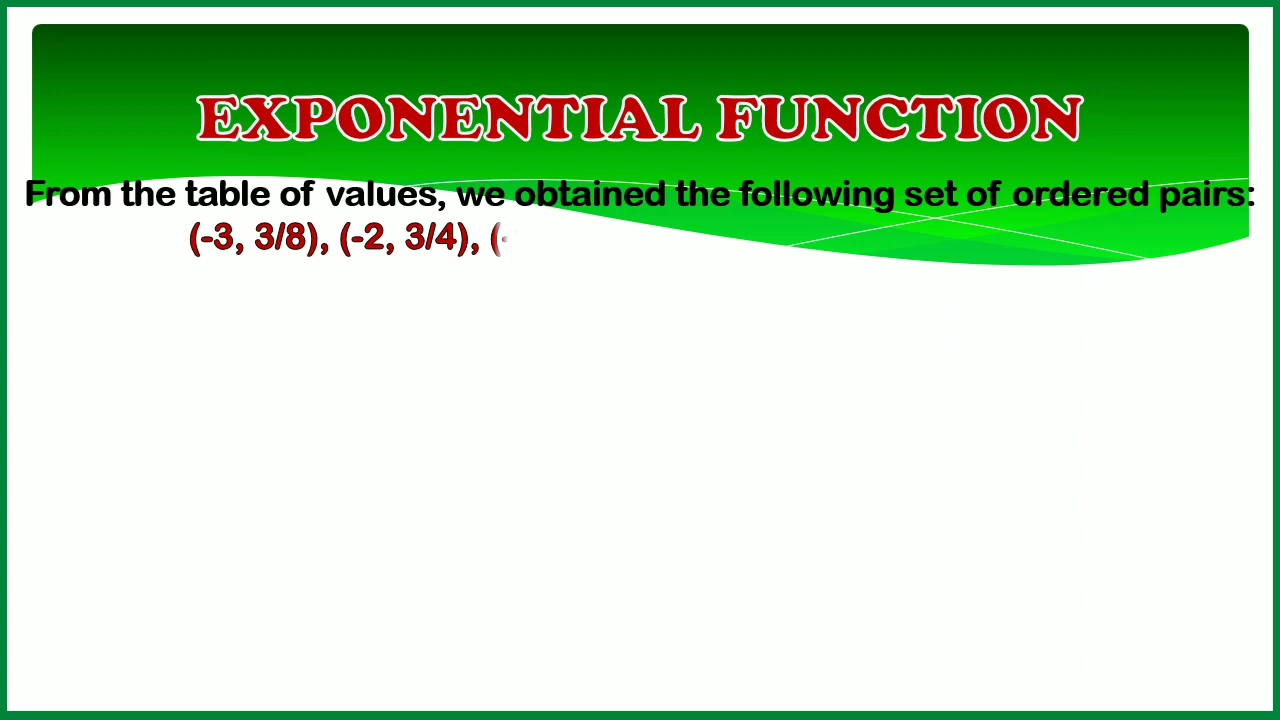 EXPONENTIAL FUNCTION
From the table of values, we obtained the following set of ordered pairs:
(-3, 3/8), (-2, 3/4), (-